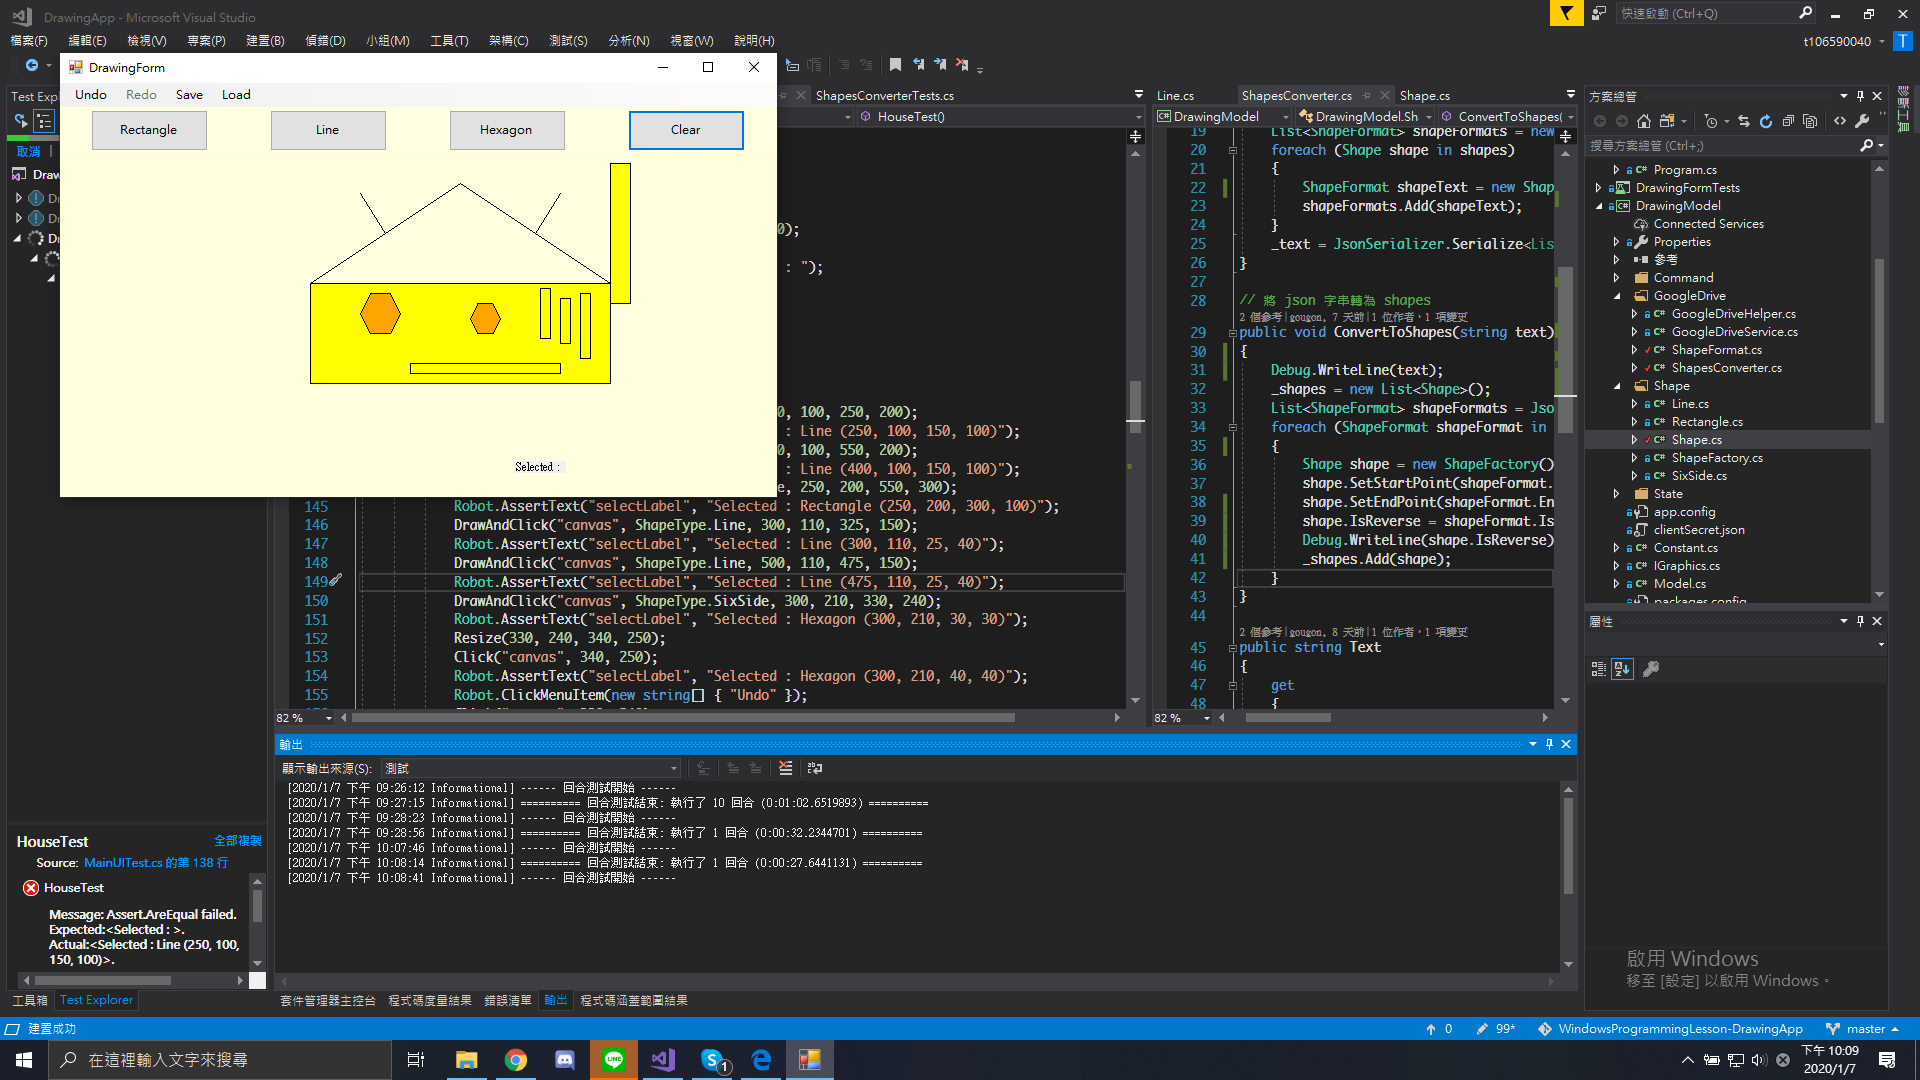 DrawingApp - Microsoft Visual Studio
快速啟動 (Ctrl+Q)
檔案(F) 編輯(E) 檢視(V) 專案(P) 建置(B) 偵錯(D) 小組(M) 工具(T) 架構(C) 測試(S) 分析(N) 視窗(W) 說明(H)
t106590040
T
DrawingForm
Undo Redo Save Load
Rectangle Line Hexagon Clear
Selected :
Test Exp
取消
Draw
ShapesConverterTests.cs
HouseTest()
0);
: ");
0, 100, 250, 200);
: Line (250, 100, 150, 100)");
0, 100, 550, 200);
: Line (400, 100, 150, 100)");
e, 250, 200, 550, 300);
145 Robot.AssertText("selectLabel", "Selected : Rectangle (250, 200, 300, 100)");
146 DrawAndClick("canvas", ShapeType.Line, 300, 110, 325, 150);
147 Robot.AssertText("selectLabel", "Selected : Line (300, 110, 25, 40)");
148 DrawAndClick("canvas", ShapeType.Line, 500, 110, 475, 150);
149 Robot.AssertText("selectLabel", "Selected : Line (475, 110, 25, 40)");
150 DrawAndClick("canvas", ShapeType.SixSide, 300, 210, 330, 240);
151 Robot.AssertText("selectLabel", "Selected : Hexagon (300, 210, 30, 30)");
152 Resize(330, 240, 340, 250);
153 Click("canvas", 340, 250);
154 Robot.AssertText("selectLabel", "Selected : Hexagon (300, 210, 40, 40)");
155 Robot.ClickMenuItem(new string[] { "Undo" });
82 %
Line.cs ShapesConverter.cs Shape.cs
DrawingModel DrawingModel.Sh ConvertToShapes(
19 List<ShapeFormat> shapeFormats = new
20 foreach (Shape shape in shapes)
21 {
22 ShapeFormat shapeText = new Shap
23 shapeFormats.Add(shapeText);
24 }
25 _text = JsonSerializer.Serialize<Lis
26 }
27
28 // 將 json 字串轉為 shapes
2 個參考|gougon, 7 天前|1 位作者，1 項變更
29 public void ConvertToShapes(string text)
30 {
31 Debug.WriteLine(text);
32 _shapes = new List<Shape>();
33 List<ShapeFormat> shapeFormats = Jso
34 foreach (ShapeFormat shapeFormat in
35 {
36 Shape shape = new ShapeFactory()
37 shape.SetStartPoint(shapeFormat.
38 shape.SetEndPoint(shapeFormat.En
39 shape.IsReverse = shapeFormat.Is
40 Debug.WriteLine(shape.IsReverse)
41 _shapes.Add(shape);
42 }
43 }
44
2 個參考|gougon, 8 天前|1 位作者，1 項變更
45 public string Text
46 {
47 get
48 {
82 %
方案總管
搜尋方案總管 (Ctrl+;)
Program.cs
DrawingFormTests
DrawingModel
Connected Services
Properties
參考
Command
GoogleDrive
GoogleDriveHelper.cs
GoogleDriveService.cs
ShapeFormat.cs
ShapesConverter.cs
Shape
Line.cs
Rectangle.cs
Shape.cs
ShapeFactory.cs
SixSide.cs
State
app.config
clientSecret.json
Constant.cs
IGraphics.cs
Model.cs
packages.config
診斷工具
屬性
輸出
顯示輸出來源(S): 測試
[2020/1/7 下午 09:26:12 Informational] ------ 回合測試開始 ------
[2020/1/7 下午 09:27:15 Informational] ========== 回合測試結束: 執行了 10 回合 (0:01:02.6519893) ==========
[2020/1/7 下午 09:28:23 Informational] ------ 回合測試開始 ------
[2020/1/7 下午 09:28:56 Informational] ========== 回合測試結束: 執行了 1 回合 (0:00:32.2344701) ==========
[2020/1/7 下午 10:07:46 Informational] ------ 回合測試開始 ------
[2020/1/7 下午 10:08:14 Informational] ========== 回合測試結束: 執行了 1 回合 (0:00:27.6441131) ==========
[2020/1/7 下午 10:08:41 Informational] ------ 回合測試開始 ------
HouseTest 全部複製
Source: MainUITest.cs 的第 138 行
HouseTest
Message: Assert.AreEqual failed.
Expected:<Selected : >.
Actual:<Selected : Line (250, 100,
150, 100)>.
工具箱 Test Explorer
套件管理器主控台 程式碼度量結果 錯誤清單 輸出 程式碼涵蓋範圍結果
啟用 Windows
移至 [設定] 以啟用 Windows。
建置成功
0 99* WindowsProgrammingLesson-DrawingApp master
在這裡輸入文字來搜尋
LINE
1
下午 10:09
2020/1/7